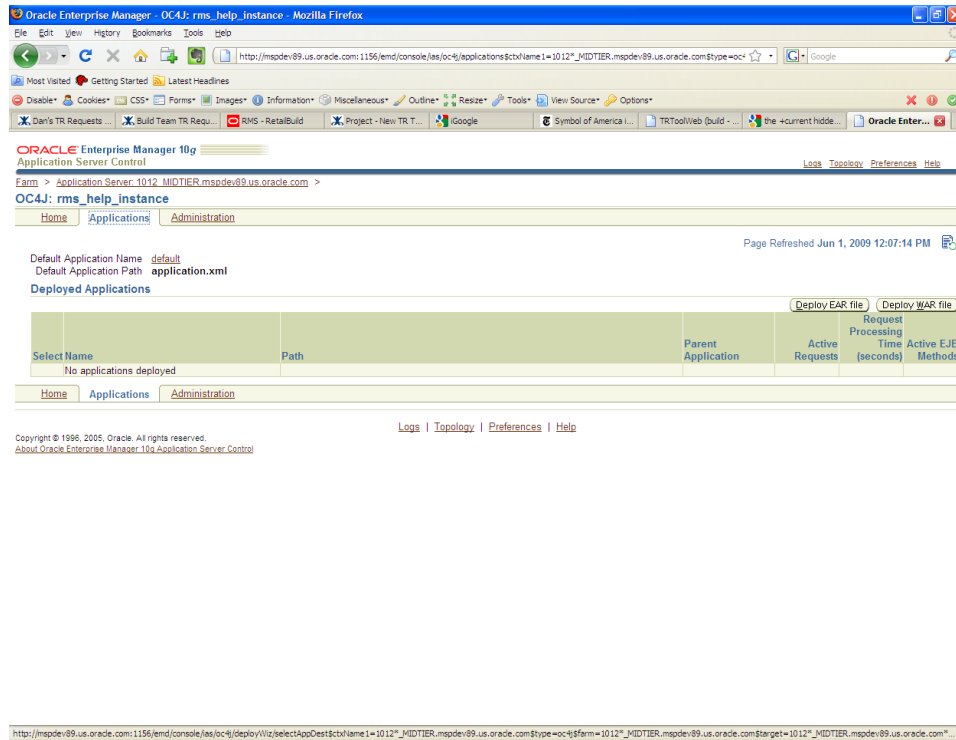 Oracle Enterprise Manager - OC4J: rms_help_instance - Mozilla Firefox
File Edit View History Bookmarks Tools Help
http://mspdev89.us.oracle.com:1156/emd/console/ias/oc4j/applications$ctxName1=1012*_MIDTIER.mspdev89.us.oracle.com$type=oc4 Google
Most Visited Getting Started Latest Headlines
Disable Cookies CSS Forms Images Information Miscellaneous Outline Resize Tools View Source Options
Dan's TR Requests ... Build Team TR Requ... RMS - RetailBuild Project - New TR T... iGoogle Symbol of America i... TRToolWeb (build - ... the +current hidde... Oracle Enter...
ORACLE Enterprise Manager 10g
Application Server Control Logs Topology Preferences Help
Farm > Application Server: 1012_MIDTIER.mspdev89.us.oracle.com >
OC4J: rms_help_instance
Home Applications Administration
Page Refreshed Jun 1, 2009 12:07:14 PM
Default Application Name default
Default Application Path application.xml
Deployed Applications
Deploy EAR file Deploy WAR file
Select Name Path Parent Application Active Requests Request Processing Time (seconds) Active EJB Methods
No applications deployed
Home Applications Administration
Logs | Topology | Preferences | Help
Copyright © 1996, 2005, Oracle. All rights reserved.
About Oracle Enterprise Manager 10g Application Server Control
http://mspdev89.us.oracle.com:1156/emd/console/ias/oc4j/deployWiz/selectAppDest$ctxName1=1012*_MIDTIER.mspdev89.us.oracle.com$type=oc4j$farm=1012*_MIDTIER.mspdev89.us.oracle.com$target=1012*_MIDTIER.mspdev89.us.oracle.com*...